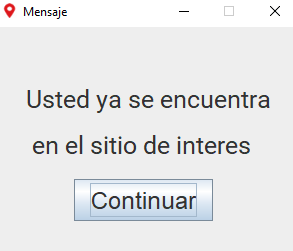 Mensaje
Usted ya se encuentra
en el sitio de interes
Continuar